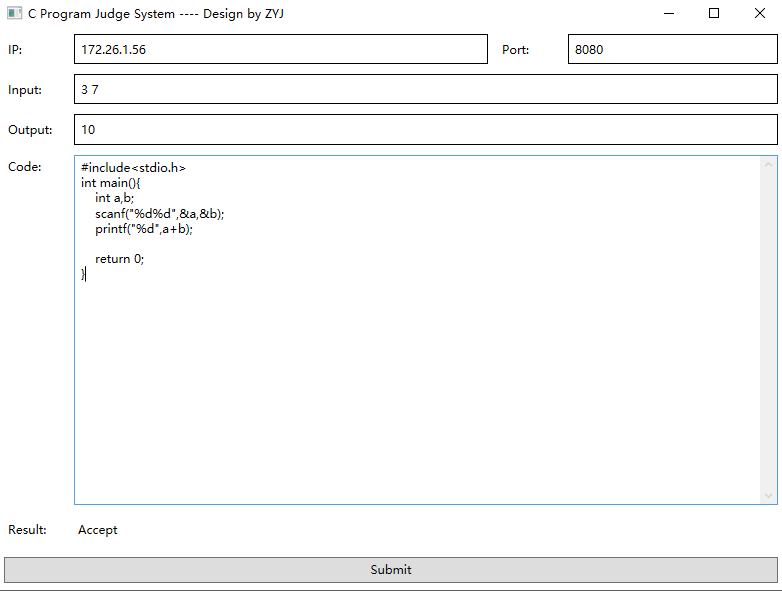 C Program Judge System ---- Design by ZYJ
IP: 172.26.1.56 Port: 8080
Input: 3 7
Output: 10
Code:
#include<stdio.h>
int main(){
    int a,b;
    scanf("%d%d",&a,&b);
    printf("%d",a+b);

    return 0;
}
Result: Accept
Submit